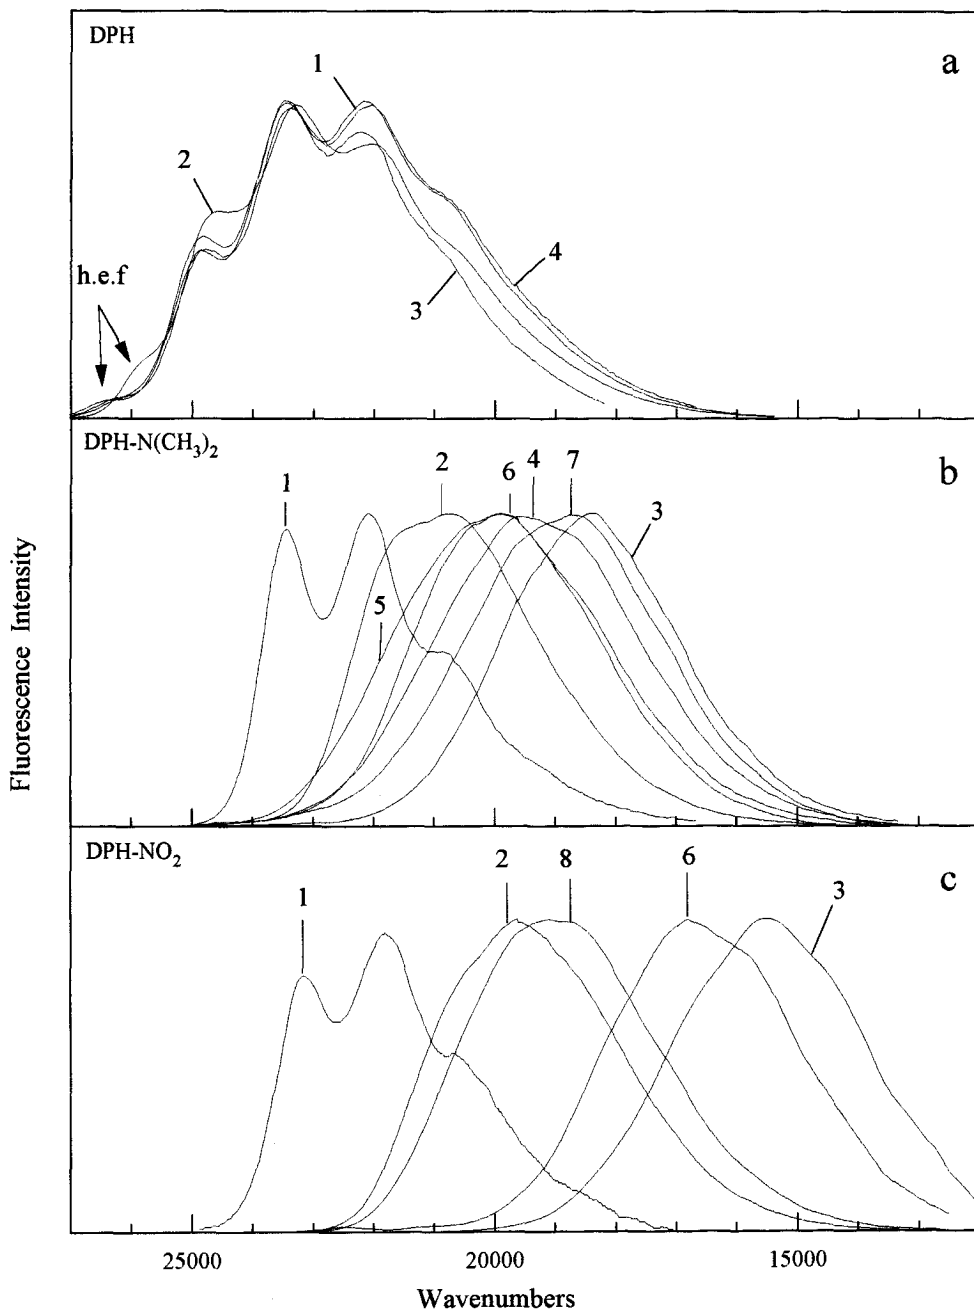 DPH
a
1
2
h.e.f
3
4
DPH-N(CH₃)₂
b
1
2
6
4
7
3
5
DPH-NO₂
c
1
2
8
6
3
25000
20000
15000
Wavenumbers
Fluorescence Intensity